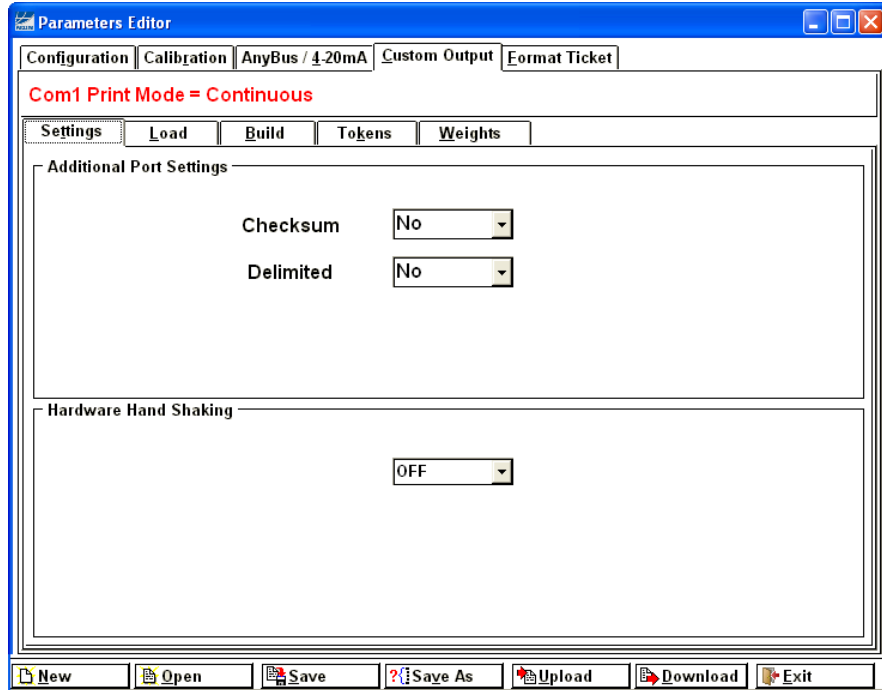 Parameters Editor
Configuration Calibration AnyBus / 4-20mA Custom Output Format Ticket
Com1 Print Mode = Continuous
Settings Load Build Tokens Weights
Additional Port Settings
Checksum No
Delimited No
Hardware Hand Shaking
OFF
New Open Save ?{ Save As Upload Download Exit